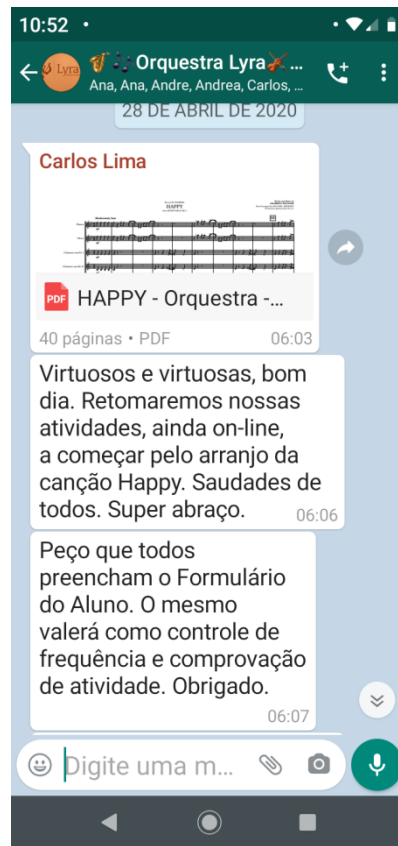 10:52
Lyra
Orquestra Lyra ...
Ana, Ana, Andre, Andrea, Carlos, ...
28 DE ABRIL DE 2020
Carlos Lima
HAPPY
PDF HAPPY - Orquestra -...
40 páginas • PDF 06:03
Virtuosos e virtuosas, bom
dia. Retomaremos nossas
atividades, ainda on-line,
a começar pelo arranjo da
canção Happy. Saudades de
todos. Super abraço. 06:06
Peço que todos
preencham o Formulário
do Aluno. O mesmo
valerá como controle de
frequência e comprovação
de atividade. Obrigado.
06:07
Digite uma m...